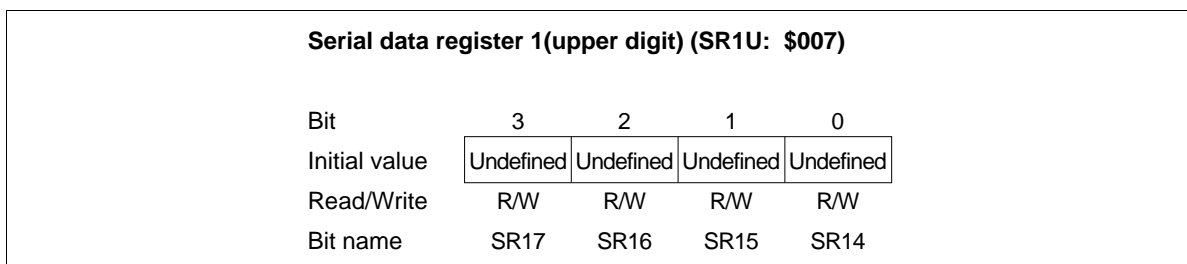 Serial data register 1(upper digit) (SR1U: $007)
Bit 3 2 1 0
Initial value Undefined Undefined Undefined Undefined
Read/Write R/W R/W R/W R/W
Bit name SR17 SR16 SR15 SR14